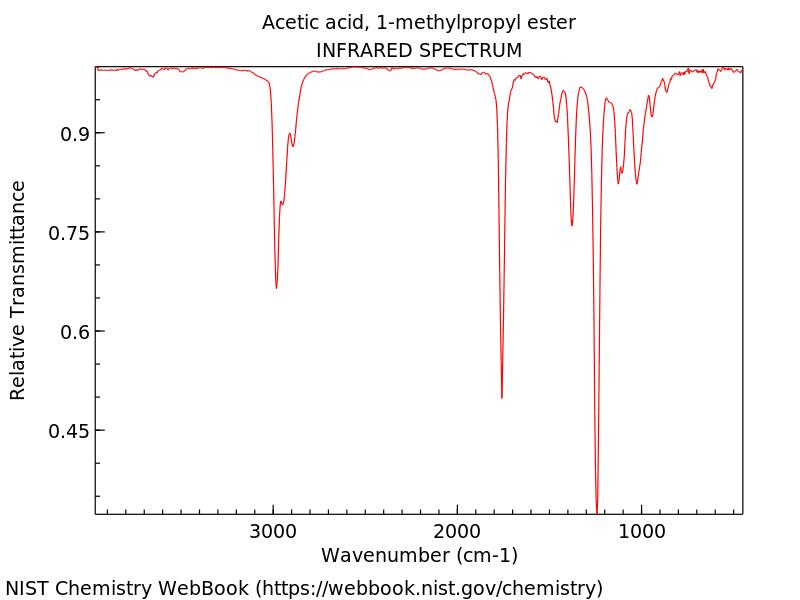 Acetic acid, 1-methylpropyl ester
INFRARED SPECTRUM
Relative Transmittance
0.9
0.75
0.6
0.45
3000 2000 1000
Wavenumber (cm-1)
NIST Chemistry WebBook (https://webbook.nist.gov/chemistry)